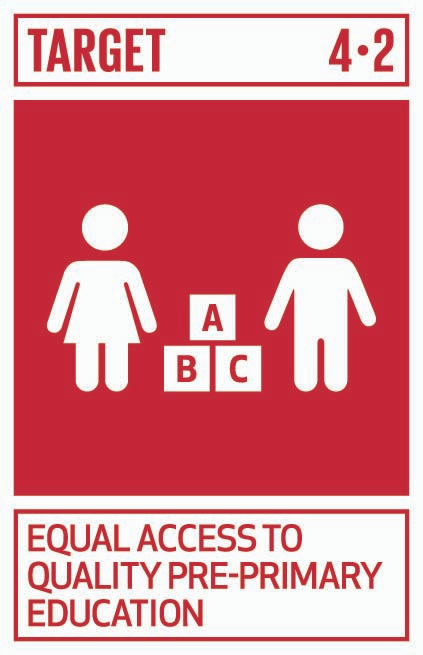 TARGET 4·2
A
B C
EQUAL ACCESS TO
QUALITY PRE-PRIMARY
EDUCATION